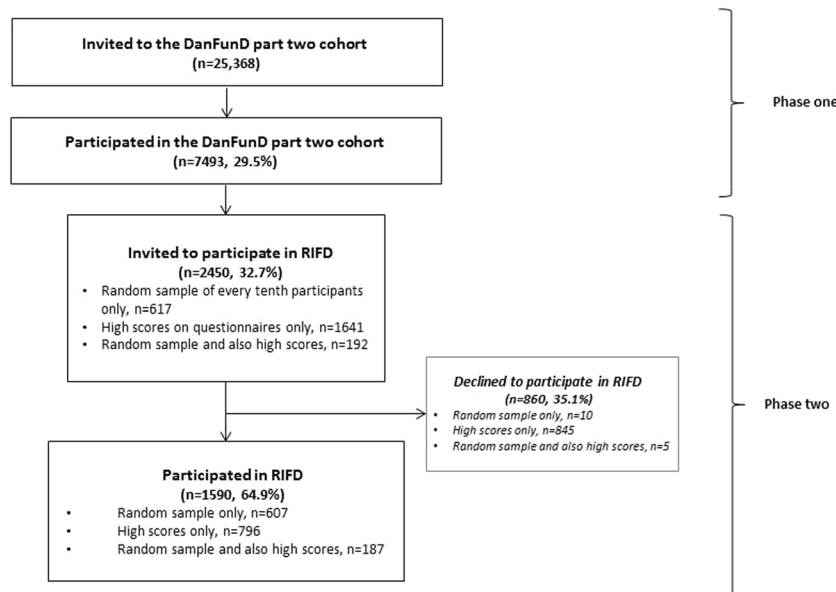 Invited to the DanFunD part two cohort
(n=25,368)
Phase one
Participated in the DanFunD part two cohort
(n=7493, 29.5%)
Invited to participate in RIFD
(n=2450, 32.7%)
• Random sample of every tenth participants
only, n=617
• High scores on questionnaires only, n=1641
• Random sample and also high scores, n=192
Declined to participate in RIFD
(n=860, 35.1%)
• Random sample only, n=10
• High scores only, n=845
• Random sample and also high scores, n=5
Phase two
Participated in RIFD
(n=1590, 64.9%)
• Random sample only, n=607
• High scores only, n=796
• Random sample and also high scores, n=187